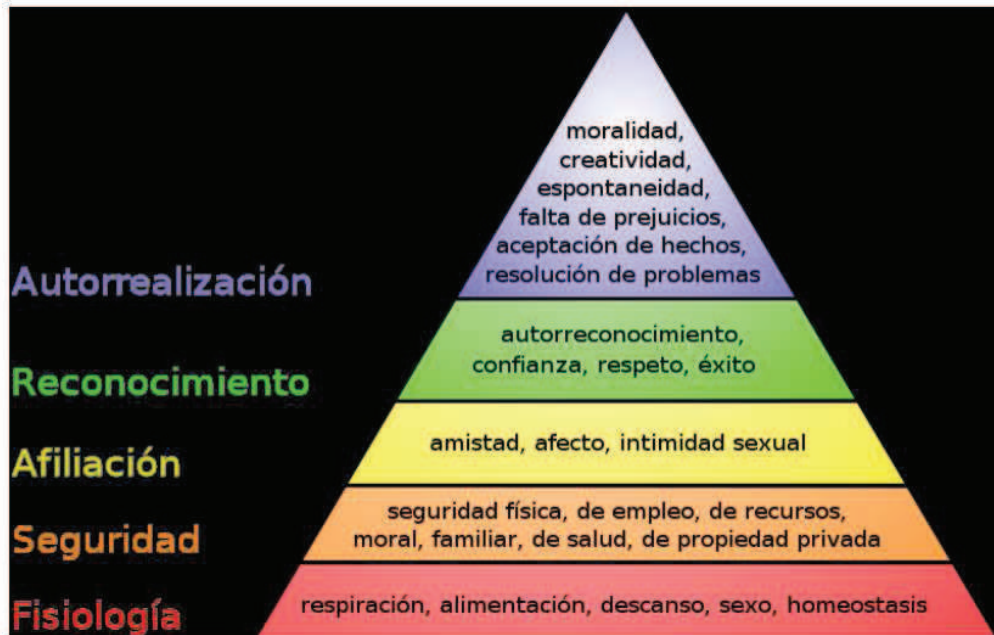 moralidad,
creatividad,
espontaneidad,
falta de prejuicios,
aceptación de hechos,
resolución de problemas
Autorrealización
autorreconocimiento,
confianza, respeto, éxito
Reconocimiento
amistad, afecto, intimidad sexual
Afiliación
seguridad física, de empleo, de recursos,
moral, familiar, de salud, de propiedad privada
Seguridad
respiración, alimentación, descanso, sexo, homeostasis
Fisiología